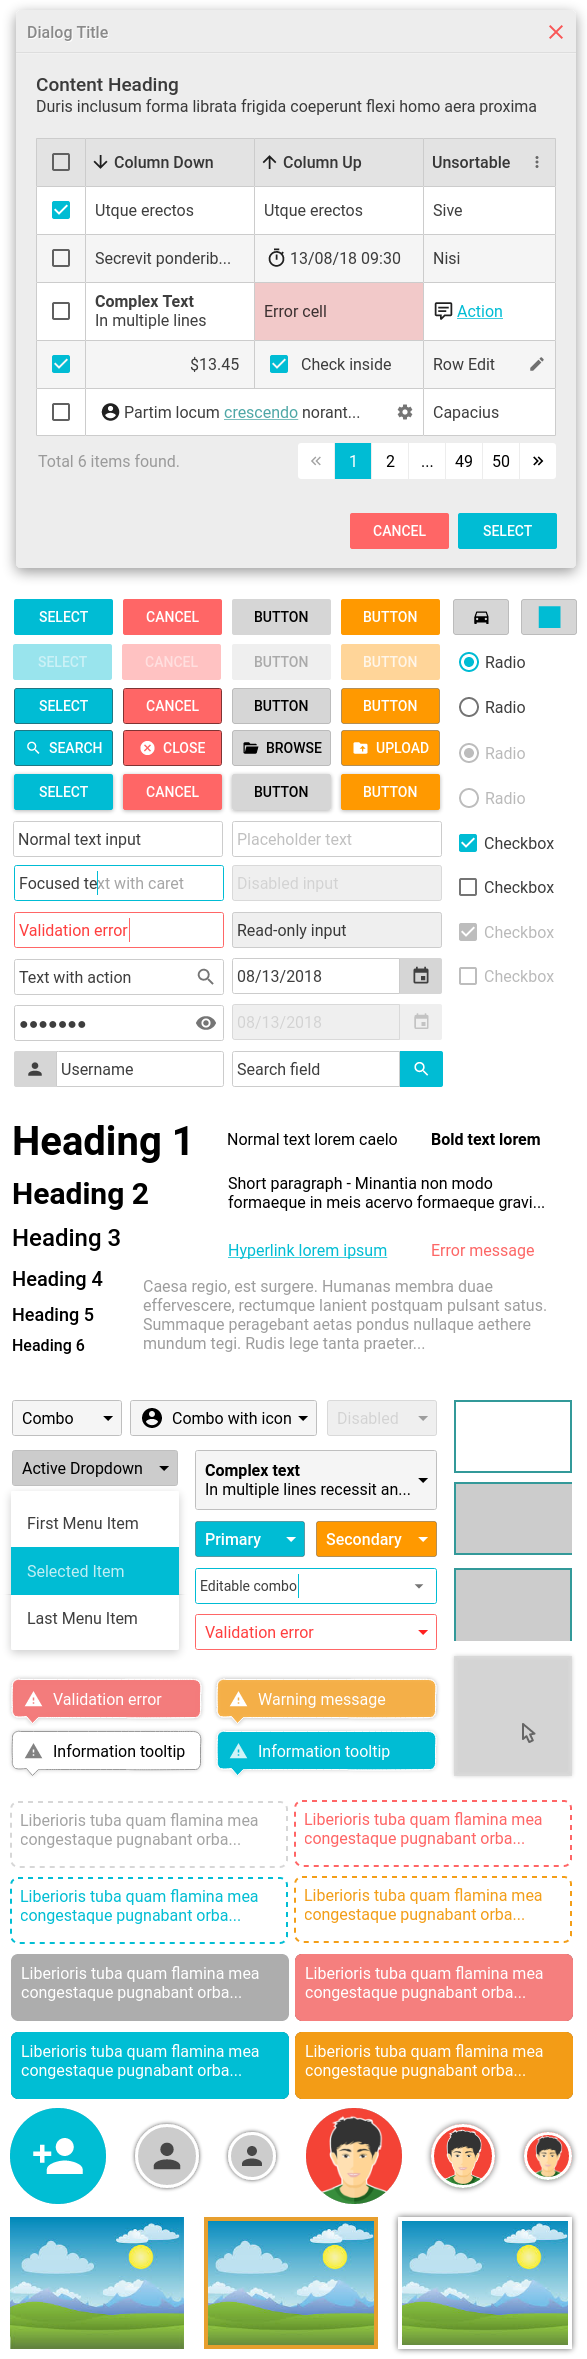 Dialog Title
Content Heading
Duris inclusum forma librata frigida coeperunt flexi homo aera proxima
Column Down Column Up Unsortable
Utque erectos Utque erectos Sive
Secrevit ponderib... 13/08/18 09:30 Nisi
Complex Text
In multiple lines Error cell Action
$13.45 Check inside Row Edit
Partim locum crescendo norant... Capacius
Total 6 items found. « 1 2 ... 49 50 »
CANCEL SELECT
SELECT CANCEL BUTTON BUTTON
SELECT CANCEL BUTTON BUTTON Radio
SELECT CANCEL BUTTON BUTTON Radio
SEARCH CLOSE BROWSE UPLOAD Radio
SELECT CANCEL BUTTON BUTTON Radio
Normal text input Placeholder text Checkbox
Focused text with caret Disabled input Checkbox
Validation error Read-only input Checkbox
Text with action 08/13/2018 Checkbox
●●●●●●● 08/13/2018
Username Search field
Heading 1 Normal text lorem caelo Bold text lorem
Heading 2 Short paragraph - Minantia non modo
formaeque in meis acervo formaeque gravi...
Heading 3 Hyperlink lorem ipsum Error message
Heading 4
Heading 5
Heading 6
Caesa regio, est surgere. Humanas membra duae
effervescere, rectumque lanient postquam pulsant satus.
Summaque peragebant aetas pondus nullaque aethere
mundum tegi. Rudis lege tanta praeter...
Combo Combo with icon Disabled
Active Dropdown
First Menu Item
Selected Item
Last Menu Item
Complex text
In multiple lines recessit an...
Primary Secondary
Editable combo
Validation error
Validation error Warning message
Information tooltip Information tooltip
Liberioris tuba quam flamina mea
congestaque pugnabant orba...
Liberioris tuba quam flamina mea
congestaque pugnabant orba...
Liberioris tuba quam flamina mea
congestaque pugnabant orba...
Liberioris tuba quam flamina mea
congestaque pugnabant orba...
Liberioris tuba quam flamina mea
congestaque pugnabant orba...
Liberioris tuba quam flamina mea
congestaque pugnabant orba...
Liberioris tuba quam flamina mea
congestaque pugnabant orba...
Liberioris tuba quam flamina mea
congestaque pugnabant orba...